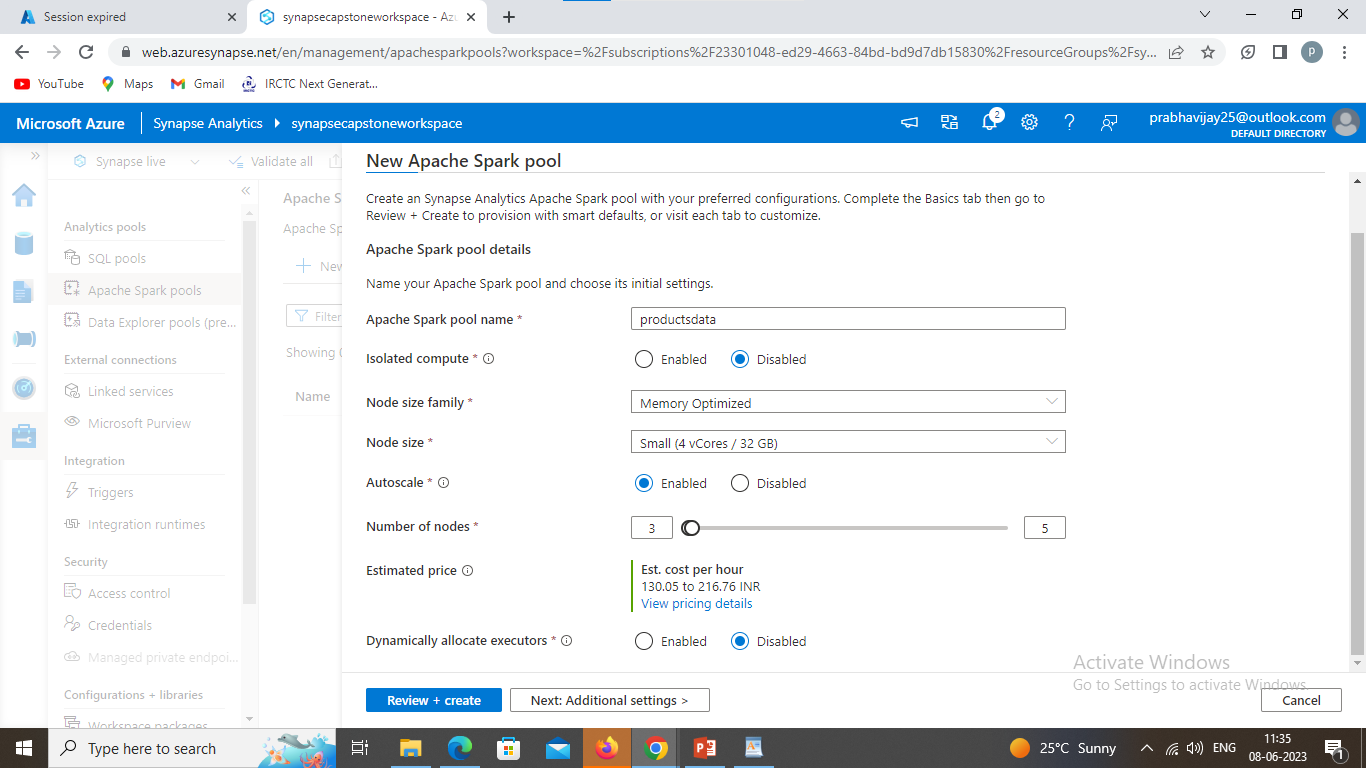 Session expired
synapsecapstoneworkspace - Azu
web.azuresynapse.net/en/management/apachesparkpools?workspace=%2Fsubscriptions%2F23301048-ed29-4663-84bd-bd9d7db15830%2FresourceGroups%2Fsy...
P
YouTube
Maps
Gmail
IRCTC Next Generat...
Microsoft Azure
Synapse Analytics
synapsecapstoneworkspace
2
prabhavijay25@outlook.com
DEFAULT DIRECTORY
Synapse live
Validate all
Analytics pools
SQL pools
Apache Spark pools
Data Explorer pools (pre...
External connections
Linked services
Microsoft Purview
Integration
Triggers
Integration runtimes
Security
Access control
Credentials
Managed private endpoi...
Configurations + libraries
Workspace packages
Apache S
Apache Sp
New
Filter
Showing
Name
New Apache Spark pool
Create an Synapse Analytics Apache Spark pool with your preferred configurations. Complete the Basics tab then go to
Review + Create to provision with smart defaults, or visit each tab to customize.
Apache Spark pool details
Name your Apache Spark pool and choose its initial settings.
Apache Spark pool name *
productsdata
Isolated compute *
Enabled
Disabled
Node size family *
Memory Optimized
Node size *
Small (4 vCores / 32 GB)
Autoscale *
Enabled
Disabled
Number of nodes *
3
5
Estimated price
Est. cost per hour
130.05 to 216.76 INR
View pricing details
Dynamically allocate executors *
Enabled
Disabled
Activate Windows
Go to Settings to activate Windows.
Review + create
Next: Additional settings >
Cancel
Type here to search
25°C Sunny
ENG
11:35
08-06-2023
1